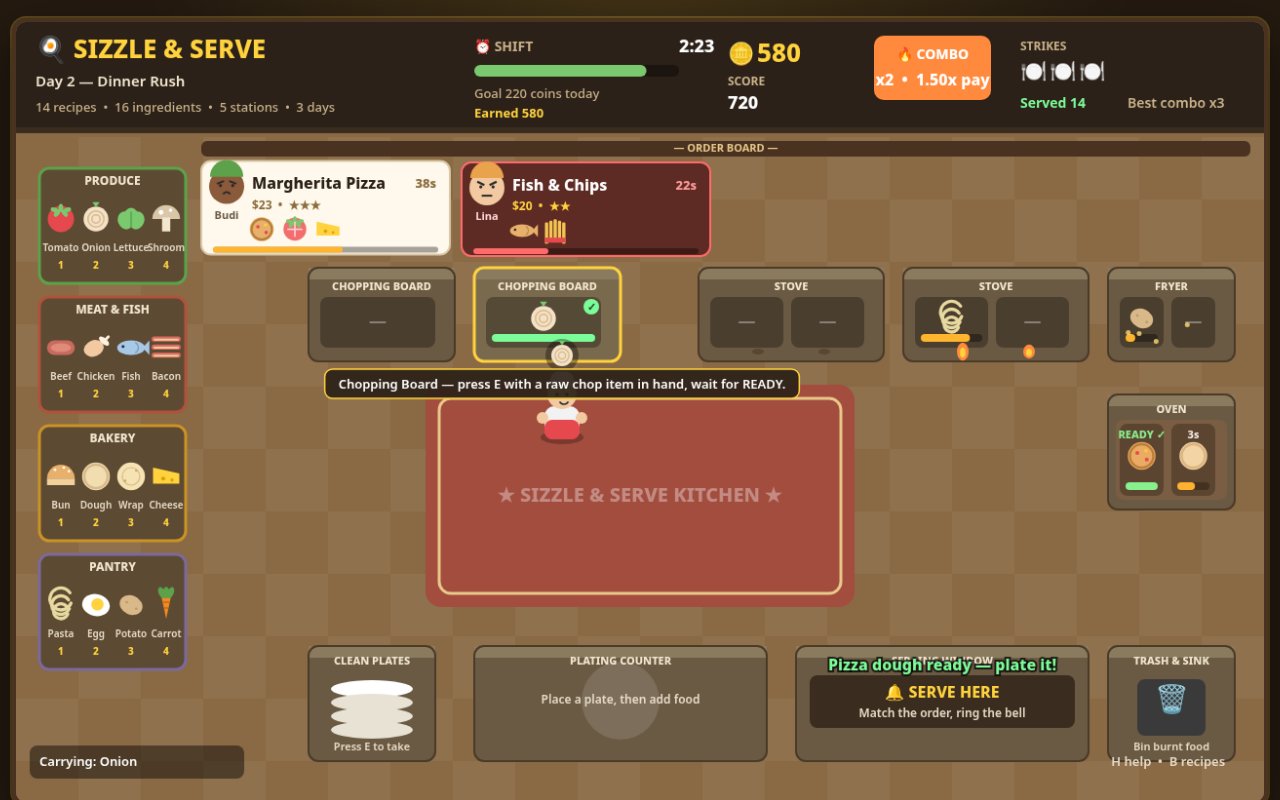 SIZZLE & SERVE
Day 2 — Dinner Rush
14 recipes • 16 ingredients • 5 stations • 3 days
SHIFT 2:23
Goal 220 coins today
Earned 580
580
SCORE
720
COMBO
x2 • 1.50x pay
STRIKES
Served 14 Best combo x3
— ORDER BOARD —
Budi
Margherita Pizza 38s
$23 • ★★★
Lina
Fish & Chips 22s
$20 • ★★
PRODUCE
Tomato Onion Lettuce Shroom
1 2 3 4
MEAT & FISH
Beef Chicken Fish Bacon
1 2 3 4
BAKERY
Bun Dough Wrap Cheese
1 2 3 4
PANTRY
Pasta Egg Potato Carrot
1 2 3 4
CHOPPING BOARD
—
CHOPPING BOARD
✓
STOVE
— —
STOVE
—
FRYER
—
Chopping Board — press E with a raw chop item in hand, wait for READY.
OVEN
READY ✓ 3s
★ SIZZLE & SERVE KITCHEN ★
CLEAN PLATES
Press E to take
PLATING COUNTER
Place a plate, then add food
Pizza dough ready — plate it!
SERVE HERE
Match the order, ring the bell
TRASH & SINK
Bin burnt food
Carrying: Onion
H help • B recipes